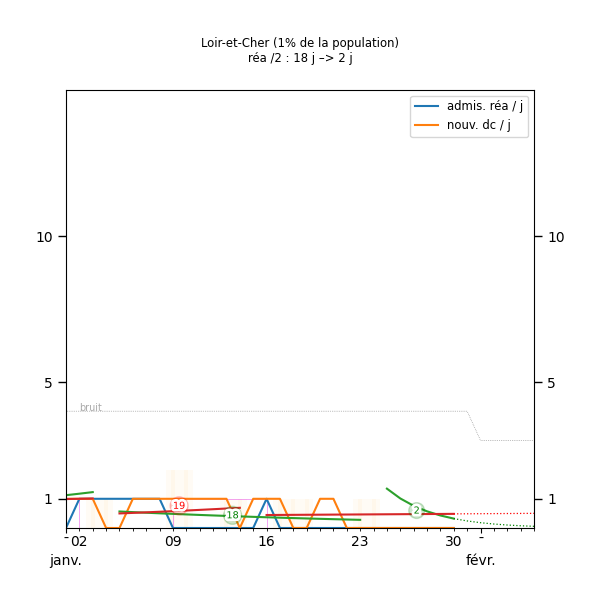 Loir-et-Cher (1% de la population)
réa /2 : 18 j –> 2 j
admis. réa / j
nouv. dc / j
10 10
5 5
bruit
1 1
19
18
2
- 02 09 16 23 30 -
janv. févr.